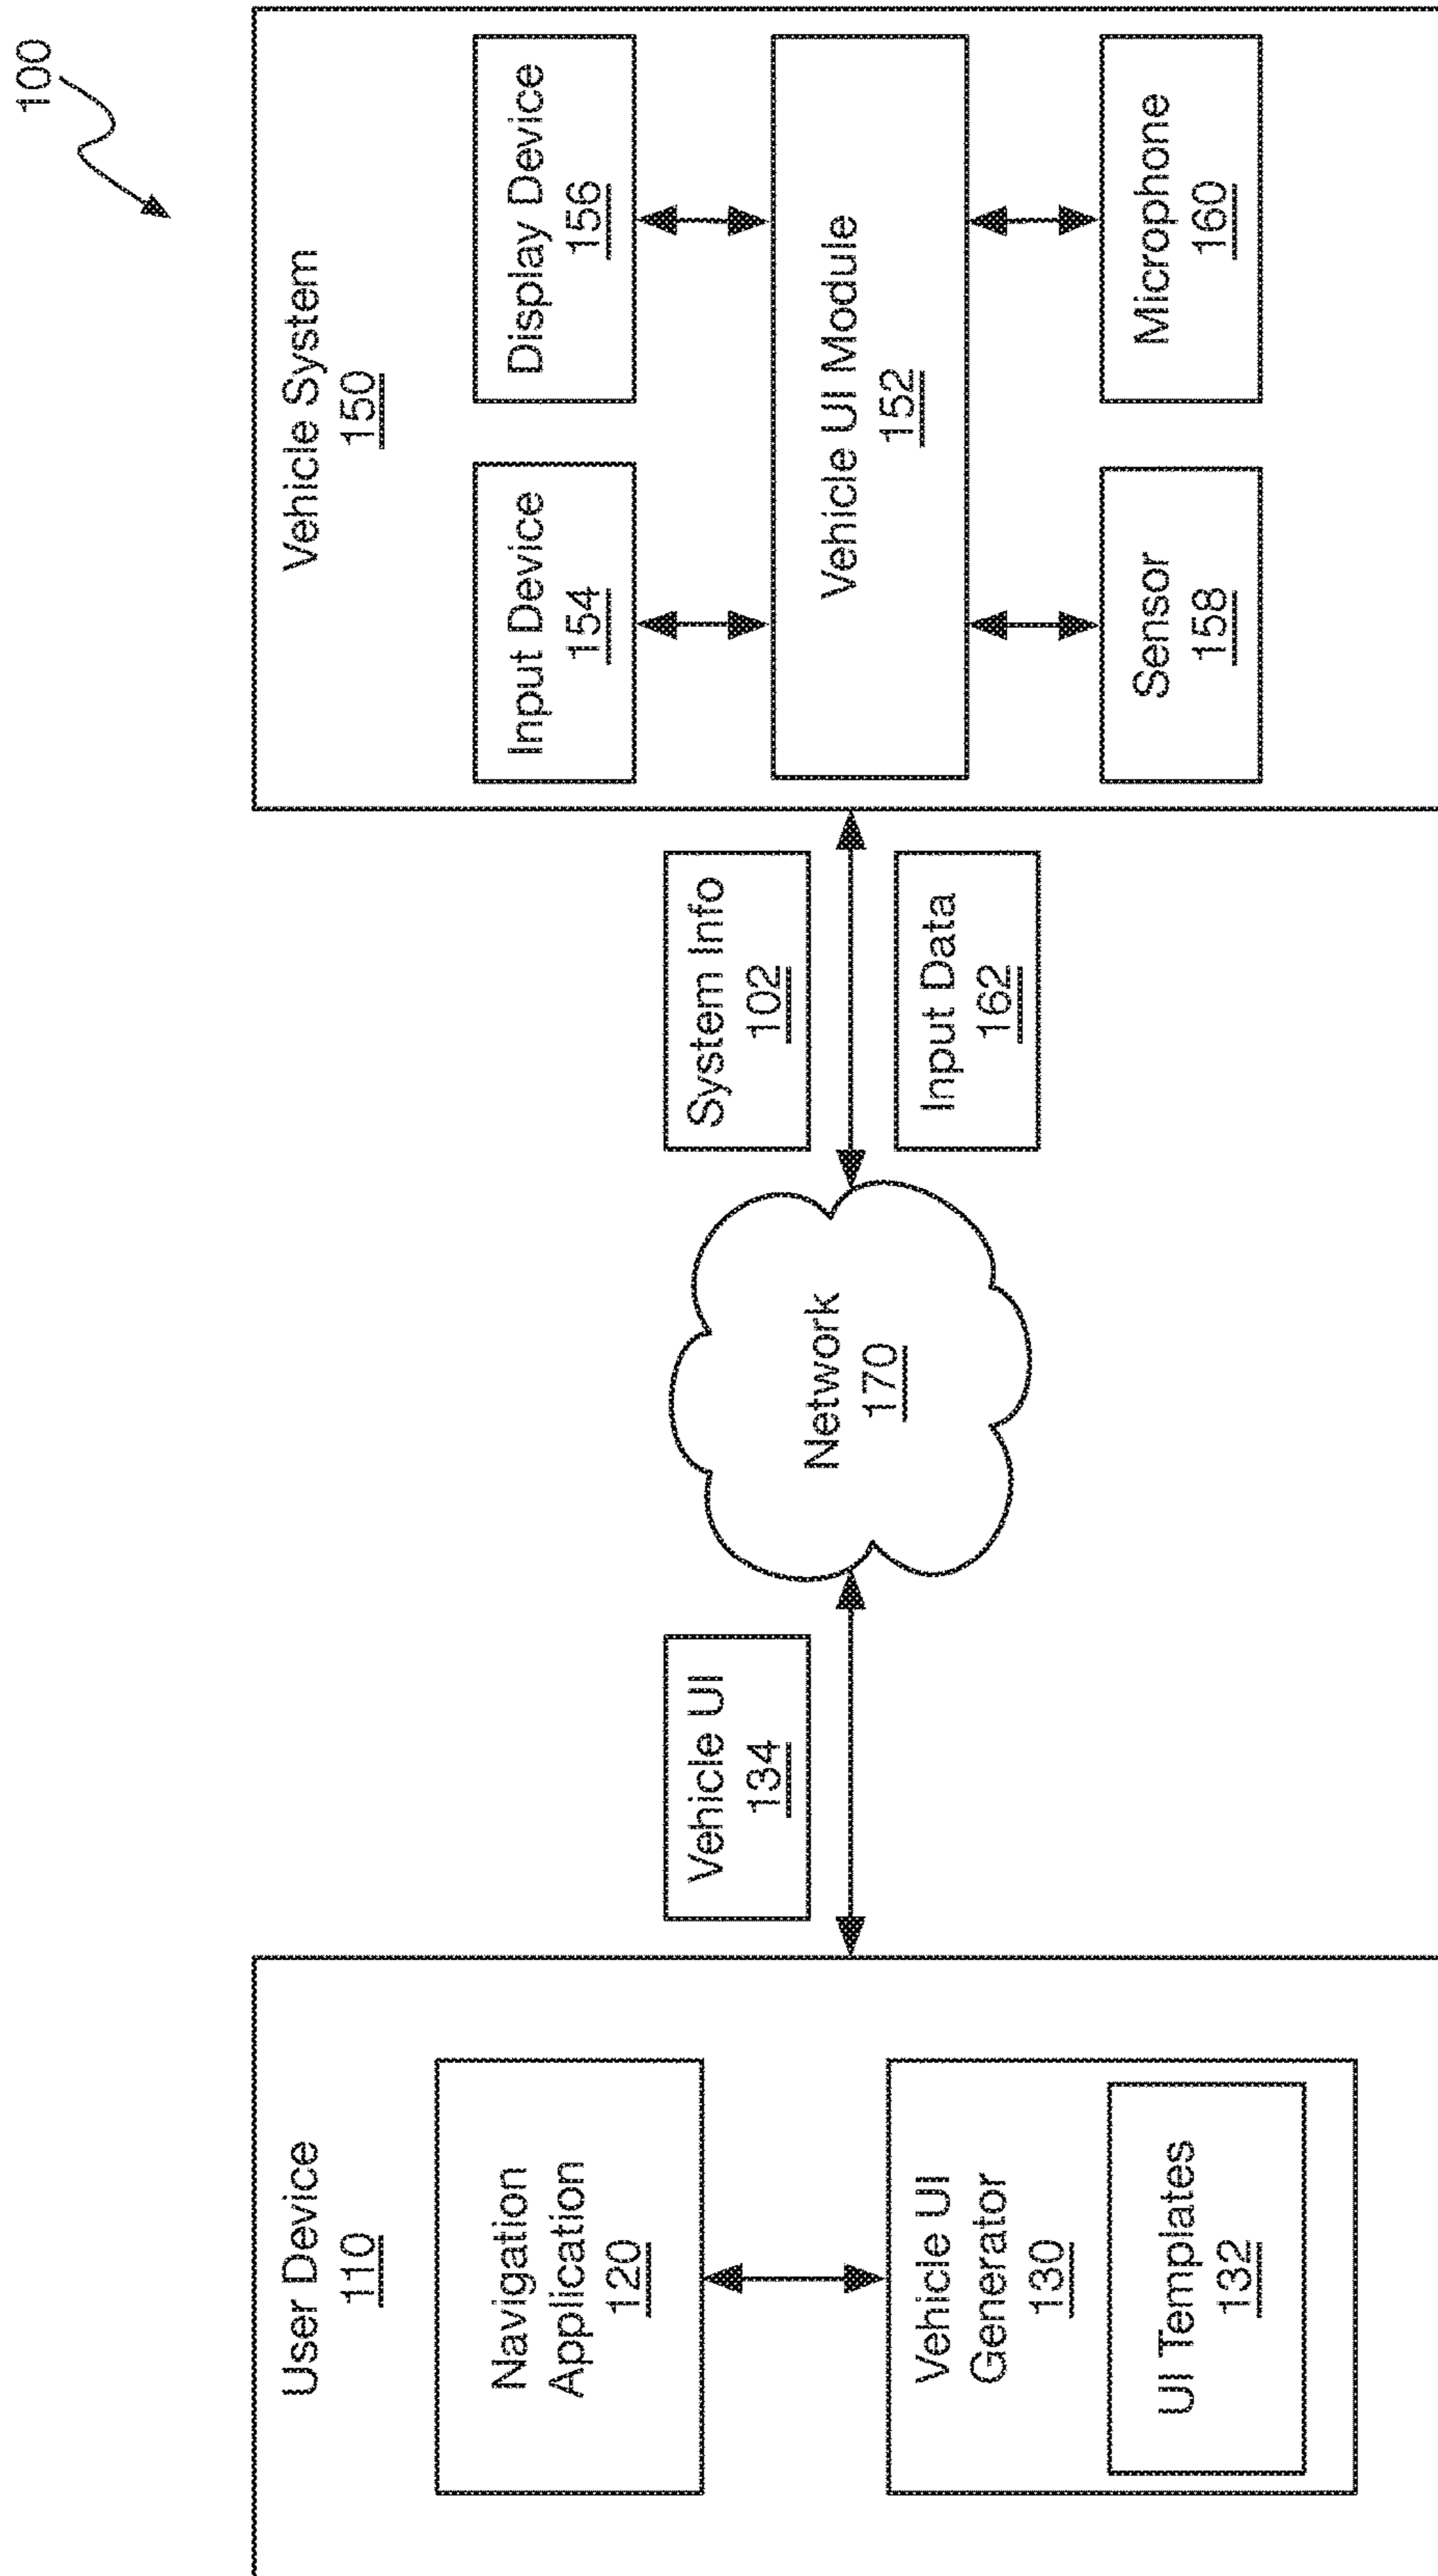 100
User Device
110
Navigation
Application
120
Vehicle UI
Generator
130
UI Templates
132
Vehicle UI
134
Network
170
System Info
102
Input Data
162
Vehicle System
150
Input Device
154
Display Device
156
Vehicle UI Module
152
Sensor
158
Microphone
160